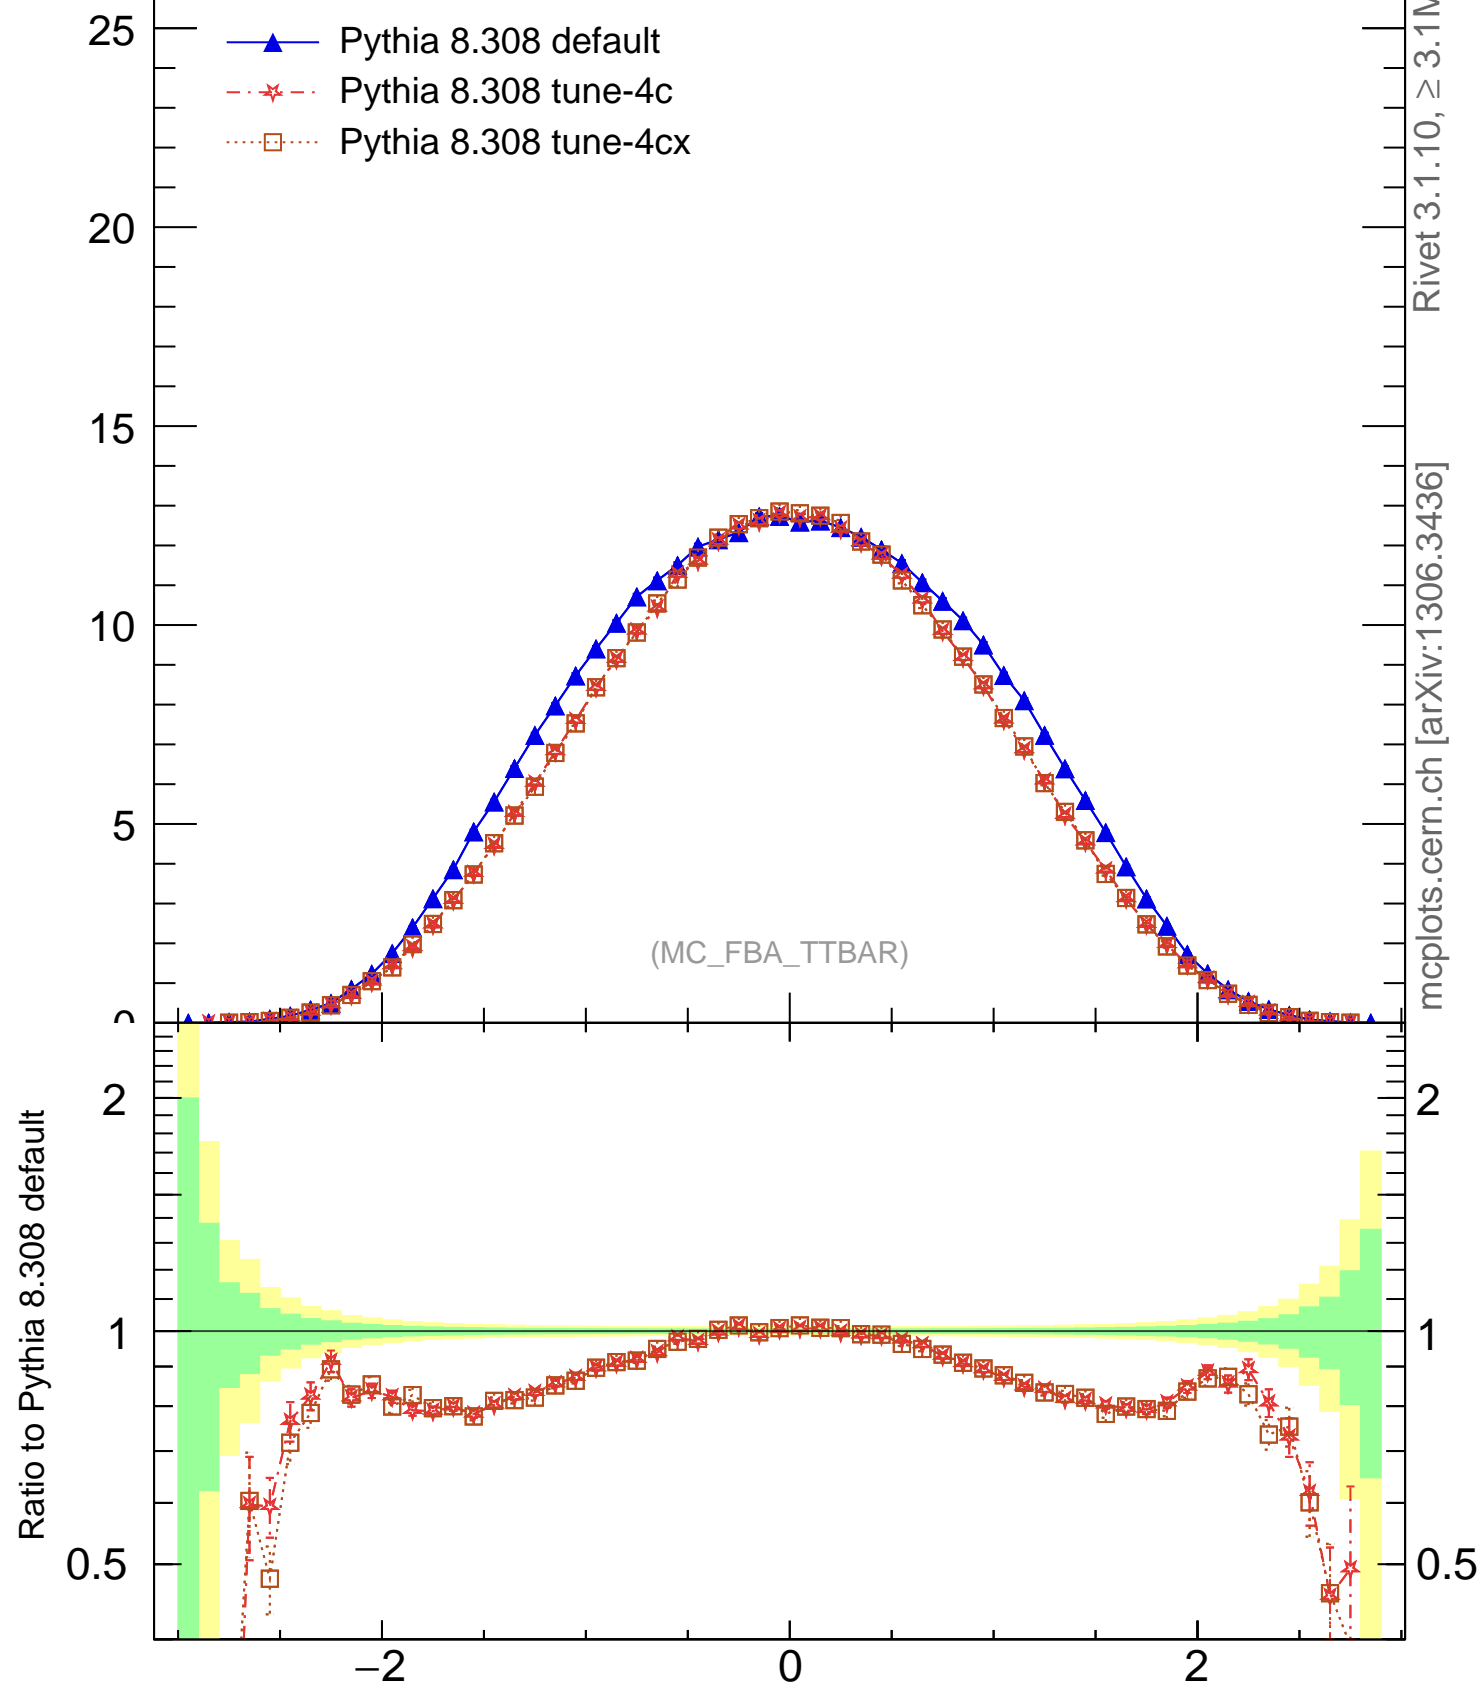 25
Pythia 8.308 default
Pythia 8.308 tune-4c
Pythia 8.308 tune-4cx
20
15
10
5
0
(MC_FBA_TTBAR)
Rivet 3.1.10, ≥ 3.1M
mcplots.cern.ch [arXiv:1306.3436]
Ratio to Pythia 8.308 default
2
1
0.5
2
1
0.5
−2
0
2